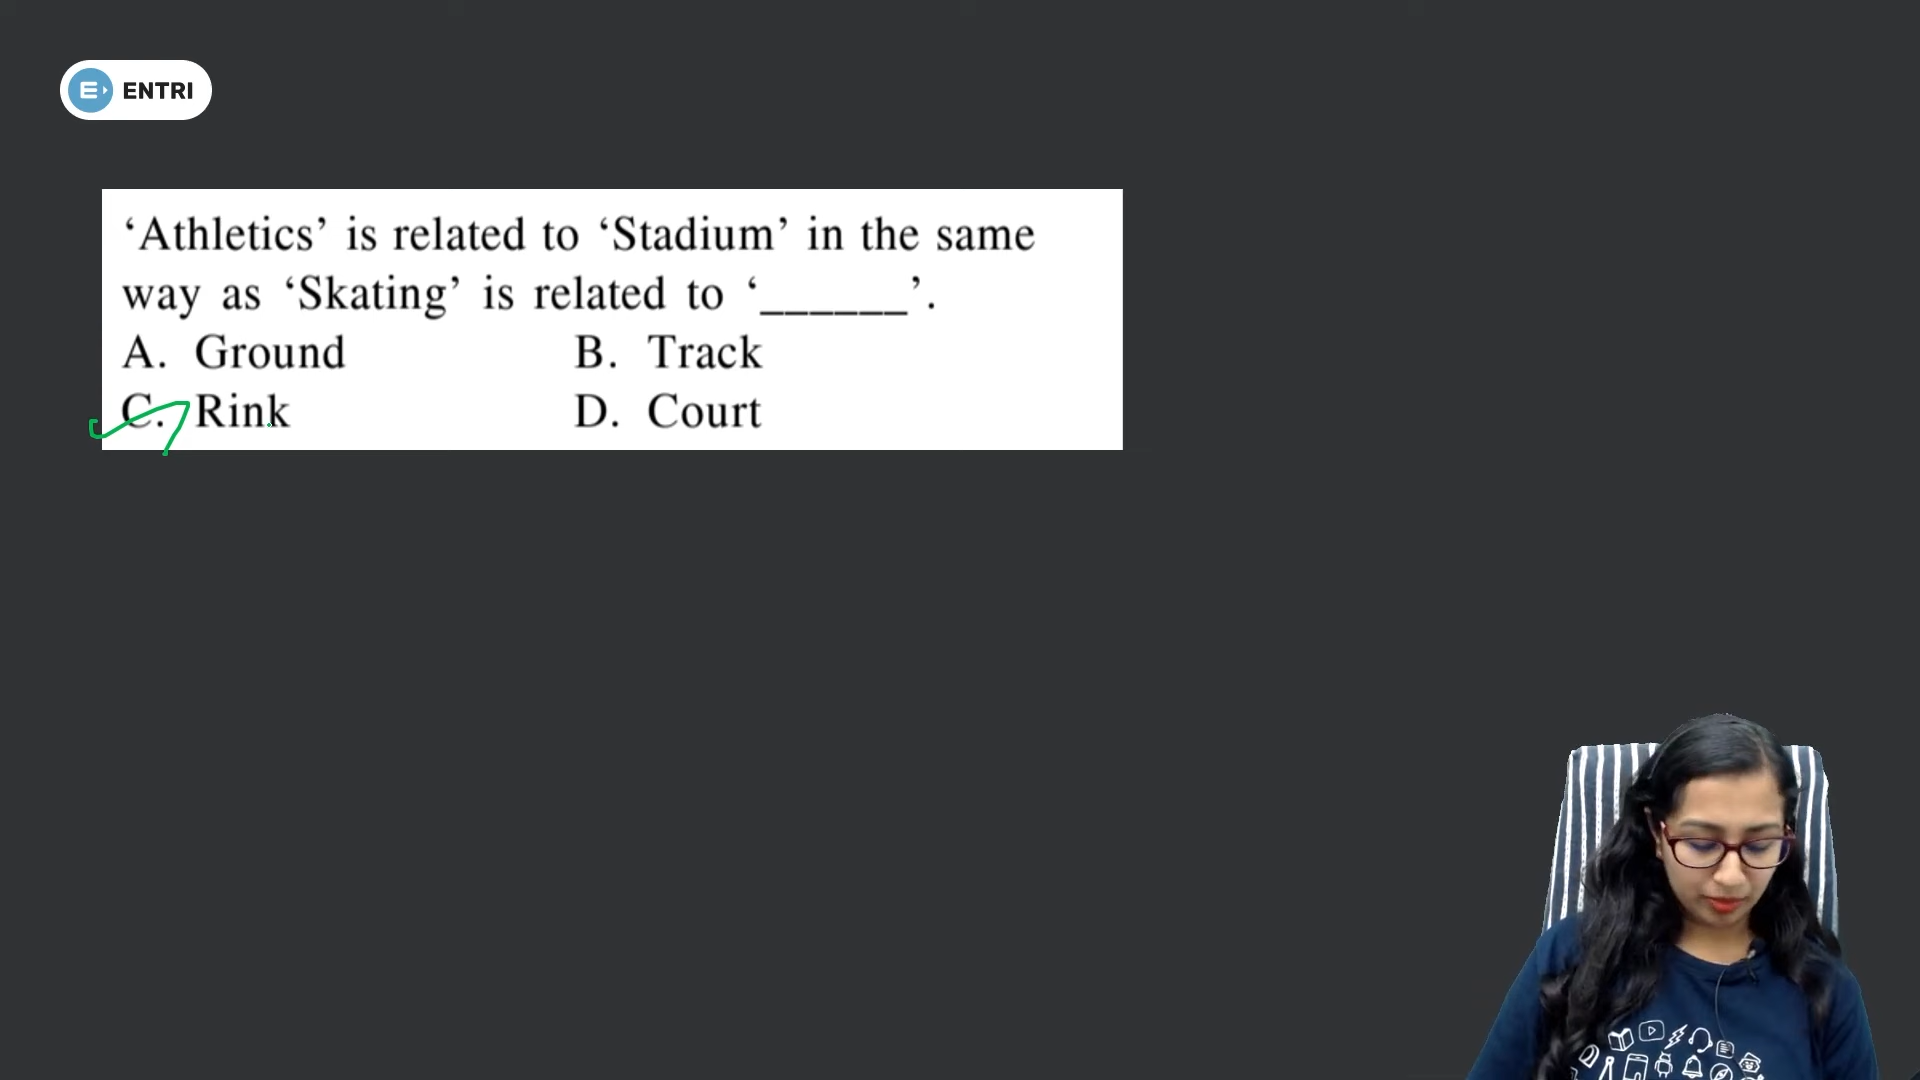 ENTRI
‘Athletics’ is related to ‘Stadium’ in the same
way as ‘Skating’ is related to ‘______’.
A. Ground B. Track
C. Rink D. Court